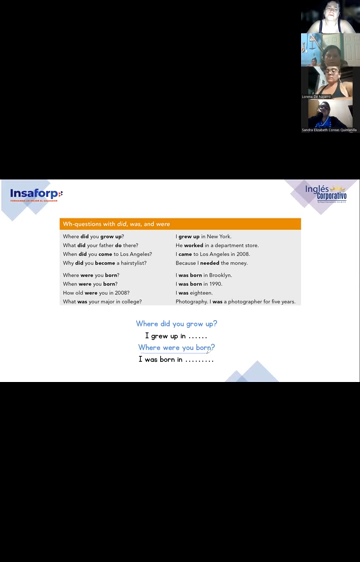 Insaforp
Inglés
Corporativo
Wh-questions with did, was, and were
Where did you grow up? I grew up in New York.
What did your father do there? He worked in a department store.
When did you come to Los Angeles? I came to Los Angeles in 2008.
Why did you become a hairstylist? Because I needed the money.
Where were you born? I was born in Brooklyn.
When were you born? I was born in 1990.
How old were you in 2008? I was eighteen.
What was your major in college? Photography. I was a photographer for five years.
Where did you grow up?
I grew up in ......
Where were you born?
I was born in .........